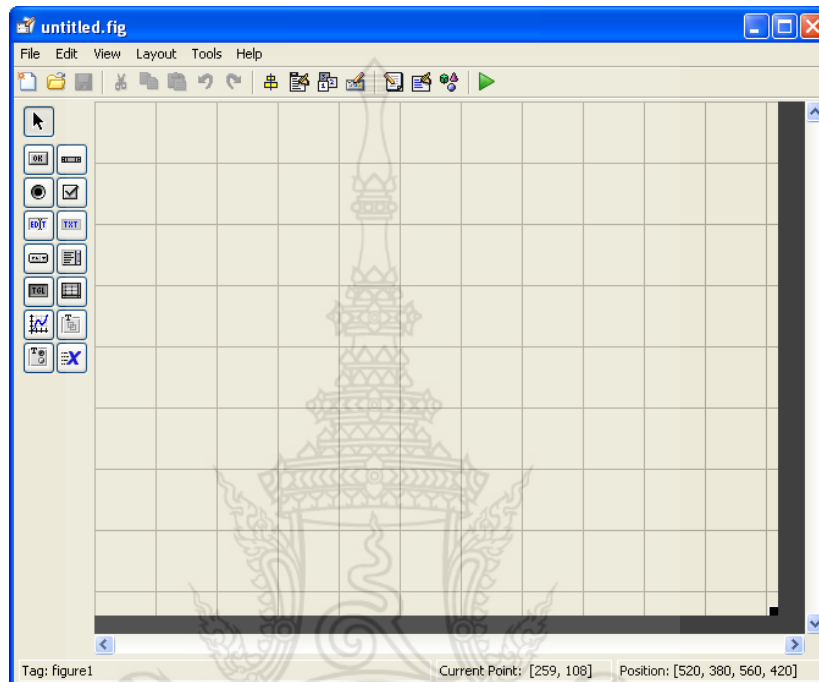 untitled.fig
File Edit View Layout Tools Help
OK
EDIT TXT
TGL
Tag: figure1 Current Point: [259, 108] Position: [520, 380, 560, 420]